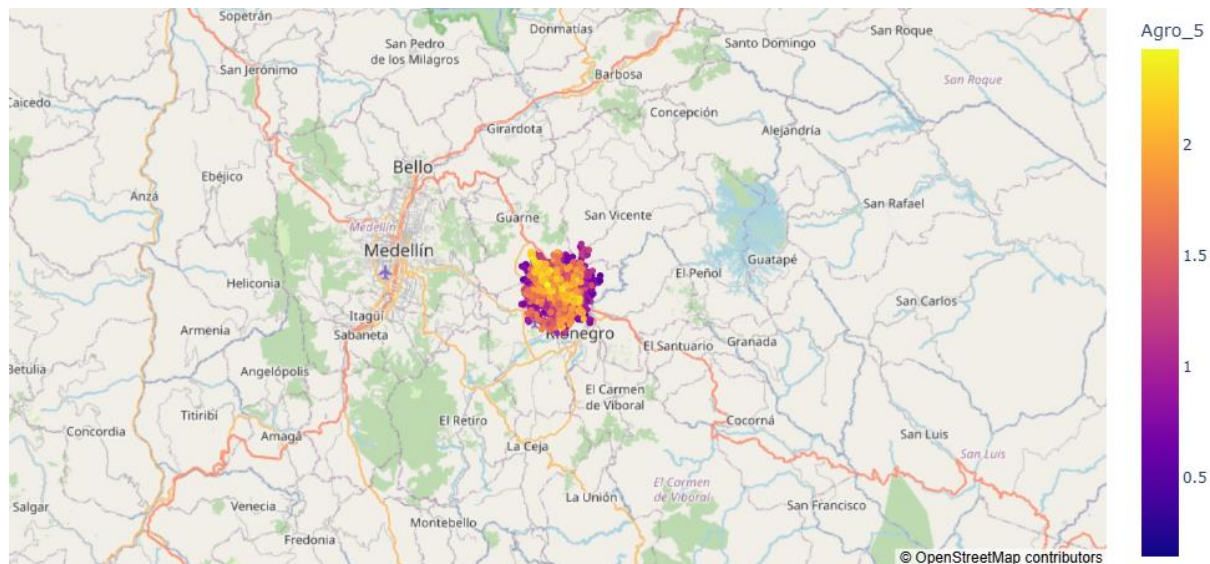 Sopetrán
Donmatías
San Roque
Agro_5
San Pedro
de los Milagros
Santo Domingo
San Jerónimo
Barbosa
San Roque
Caicedo
Concepción
Girardota
Alejandría
Bello
2
Ebéjico
Anzá
San Rafael
Guarne
San Vicente
Medellín
Medellín
Guatapé
1.5
El Peñol
Heliconia
San Carlos
Itagüí
Armenia
Sabaneta
Rionegro
Granada
El Santuario
Betulia
Angelópolis
1
El Carmen
de Viboral
Titiribí
El Retiro
Cocorná
Concordia
Amagá
La Ceja
San Luis
San Luis
0.5
El Carmen
de Viboral
La Unión
Salgar
Venecia
San Francisco
Montebello
Fredonia
© OpenStreetMap contributors